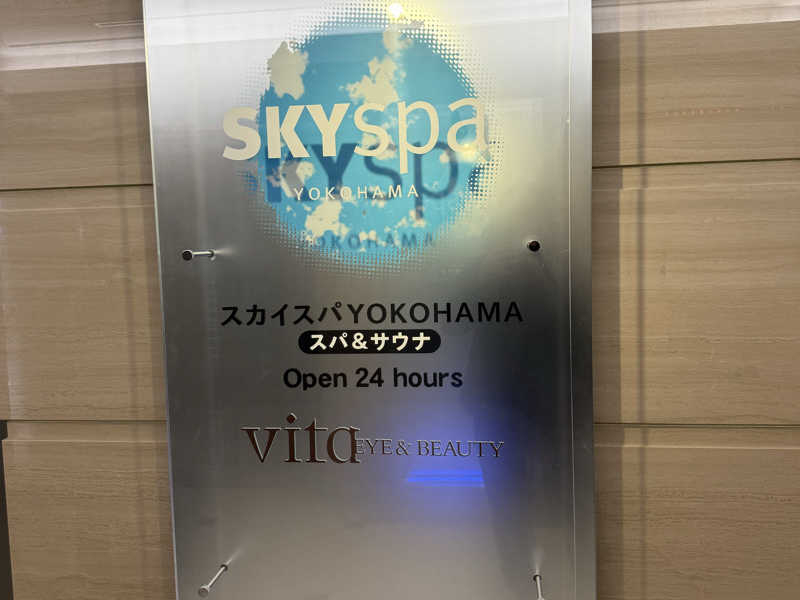 SKYspa
YOKOHAMA
スカイスパYOKOHAMA
スパ&サウナ
Open 24 hours
vita EYE & BEAUTY